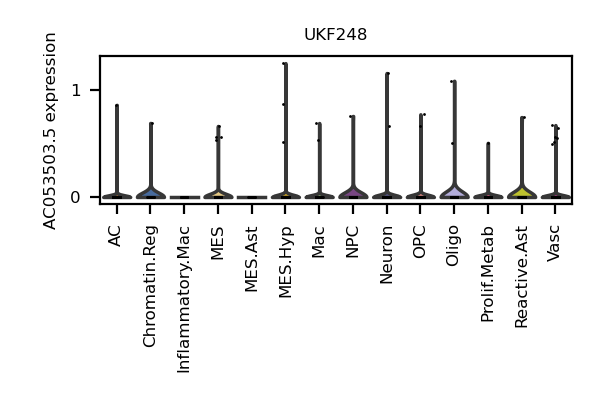 UKF248
AC053503.5 expression
1
0
AC
Chromatin.Reg
Inflammatory.Mac
MES
MES.Ast
MES.Hyp
Mac
NPC
Neuron
OPC
Oligo
Prolif.Metab
Reactive.Ast
Vasc